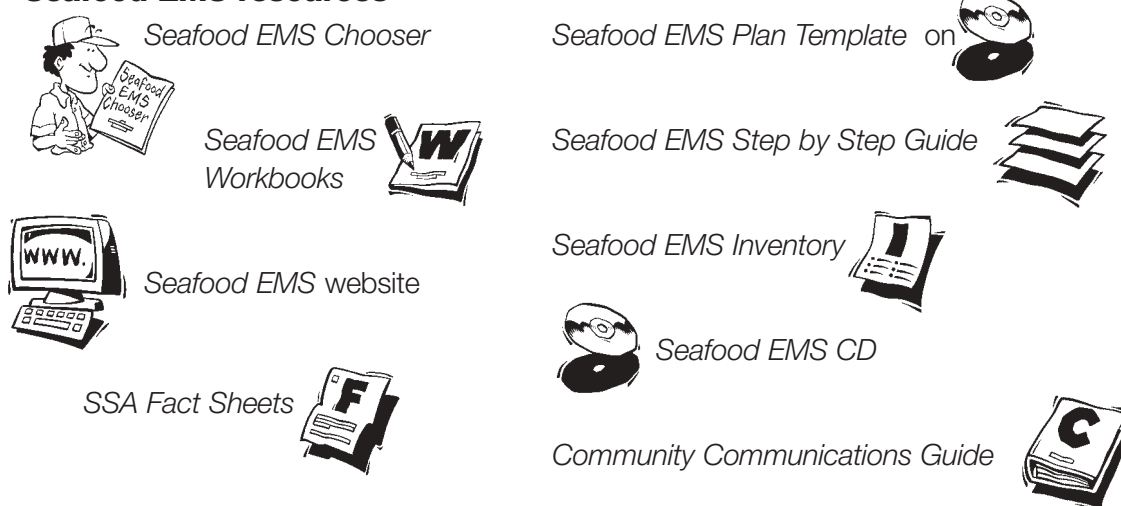 Seafood EMS resources
Seafood EMS Chooser
Seafood
EMS
Chooser
Seafood EMS
Workbooks
W
WWW.
Seafood EMS website
SSA Fact Sheets
F
Seafood EMS Plan Template on
Seafood EMS Step by Step Guide
Seafood EMS Inventory
I
Seafood EMS CD
Community Communications Guide
C